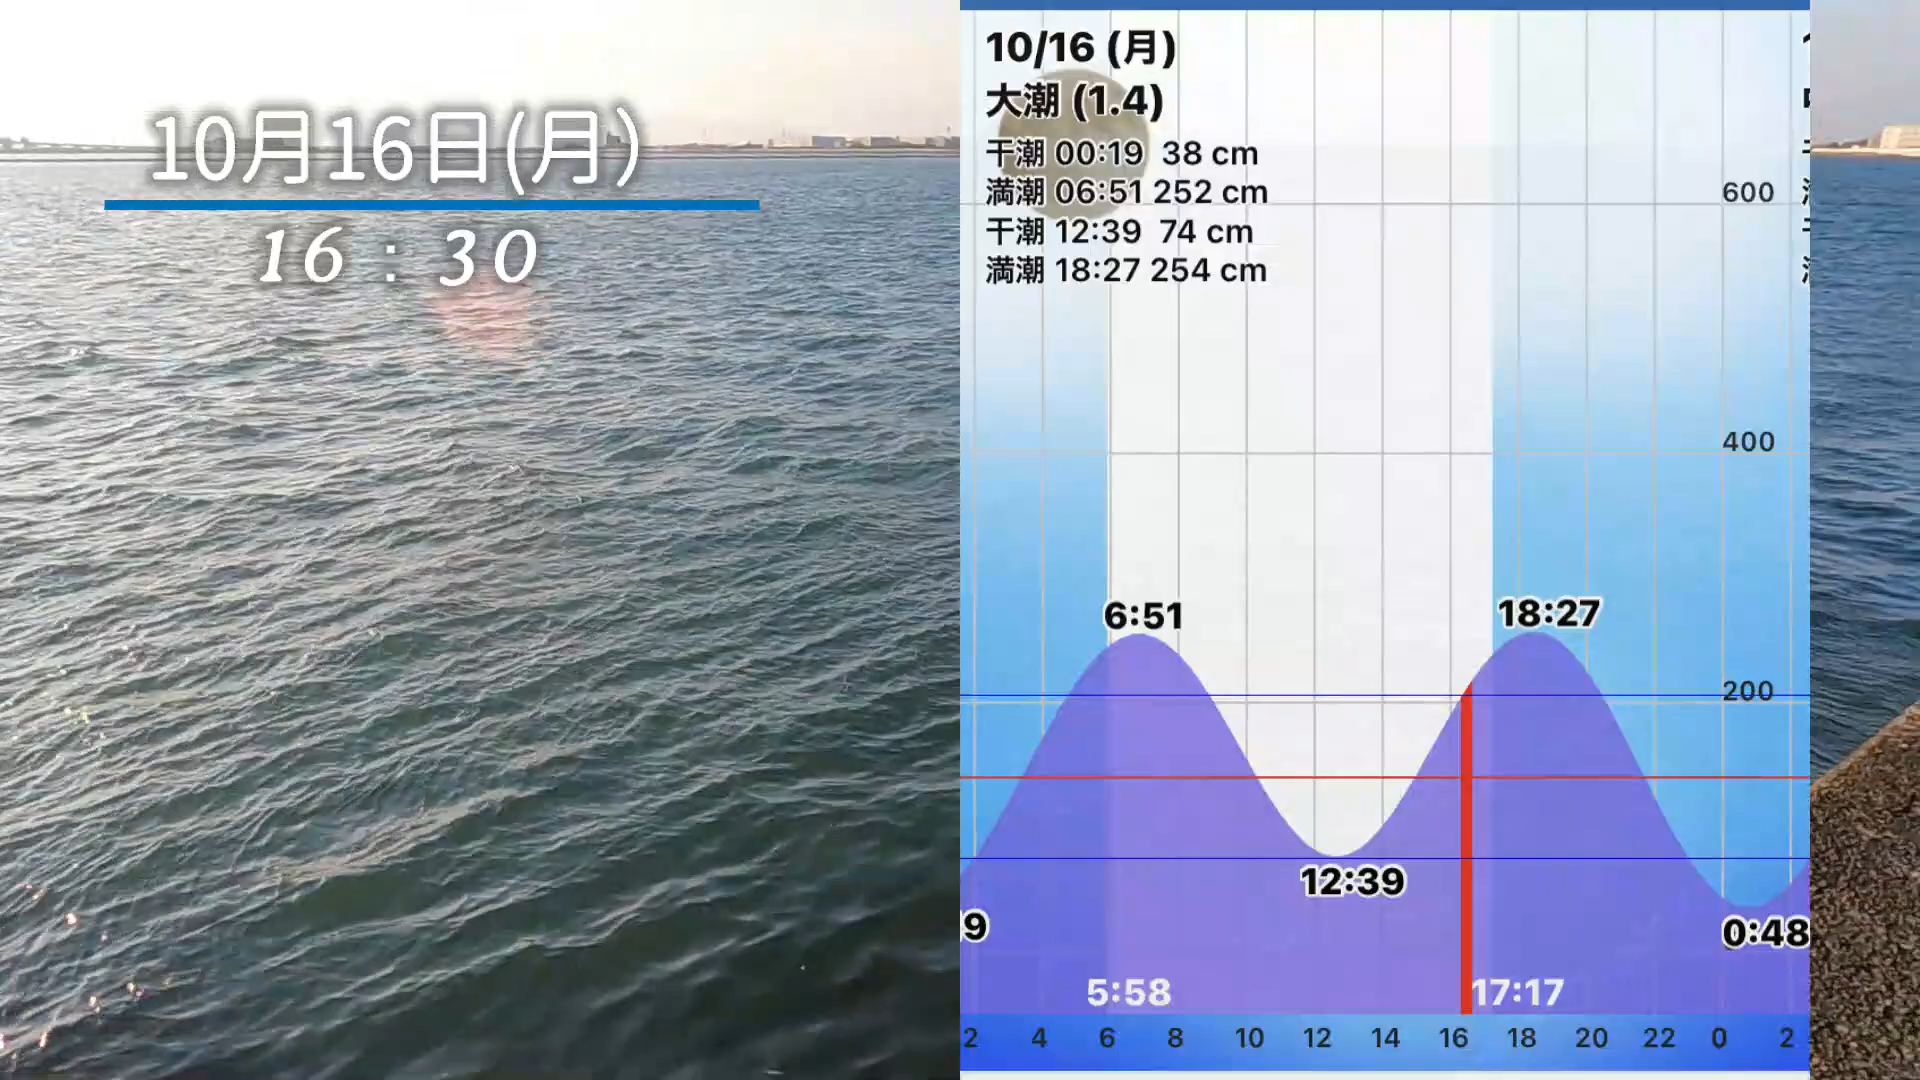 10月16日(月)
16:30
10/16 (月)
大潮 (1.4)
干潮 00:19 38 cm
満潮 06:51 252 cm
干潮 12:39 74 cm
満潮 18:27 254 cm
600
400
200
6:51
18:27
12:39
9
0:48
5:58
17:17
2 4 6 8 10 12 14 16 18 20 22 0 2